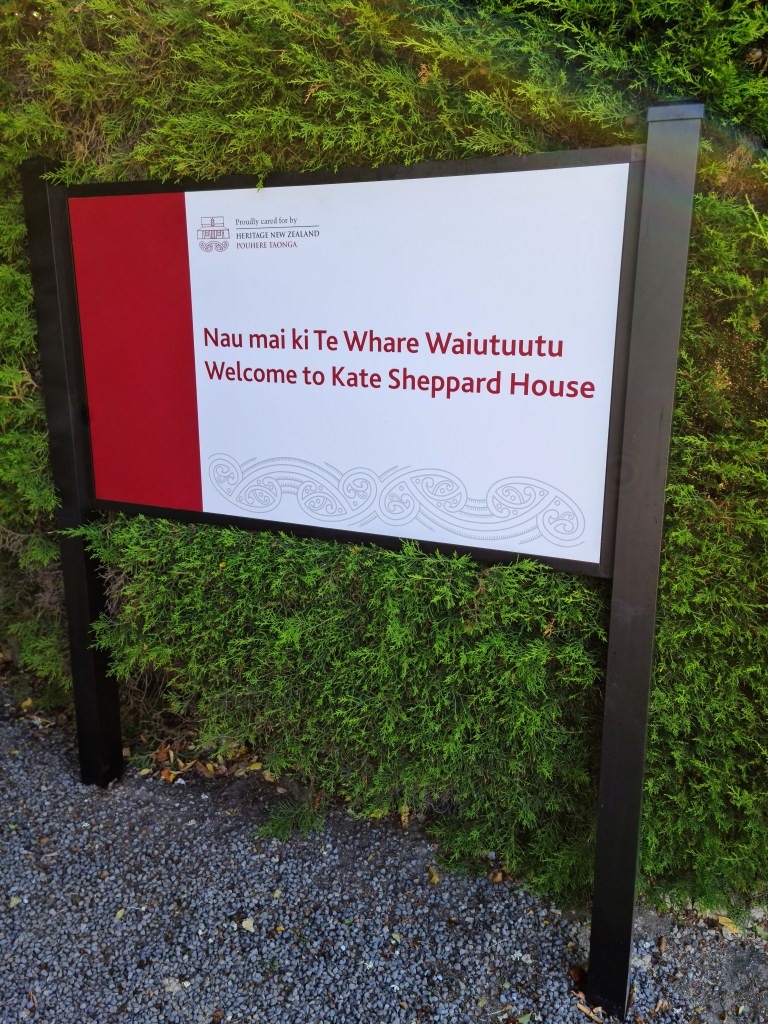 Proudly cared for by
HERITAGE NEW ZEALAND
POUHERE TAONGA
Nau mai ki Te Whare Waiutuutu
Welcome to Kate Sheppard House